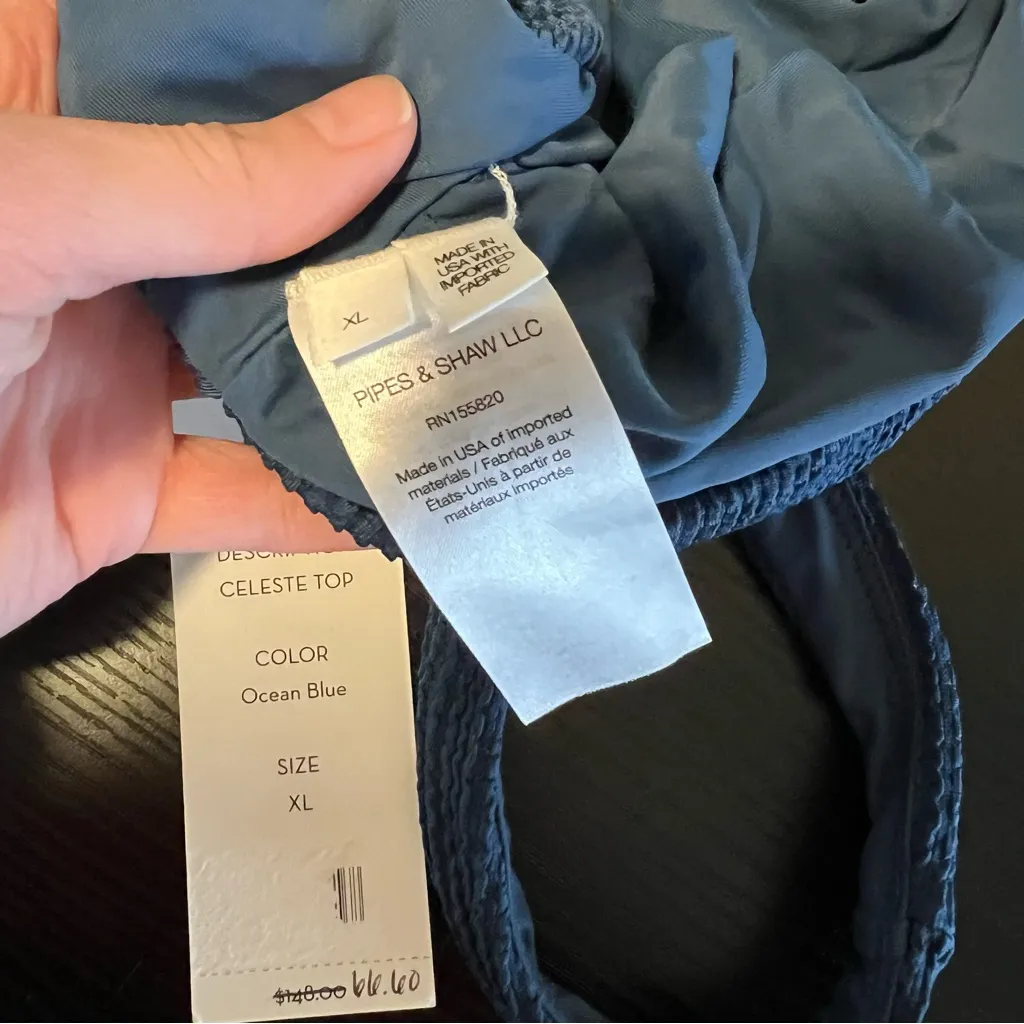 XL
MADE IN
USA WITH
IMPORTED
FABRIC
PIPES & SHAW LLC
RN155820
Made in USA of imported
materials / Fabriqué aux
États-Unis à partir de
matériaux importés
CELESTE TOP
COLOR
Ocean Blue
SIZE
XL
$148.00 66.60